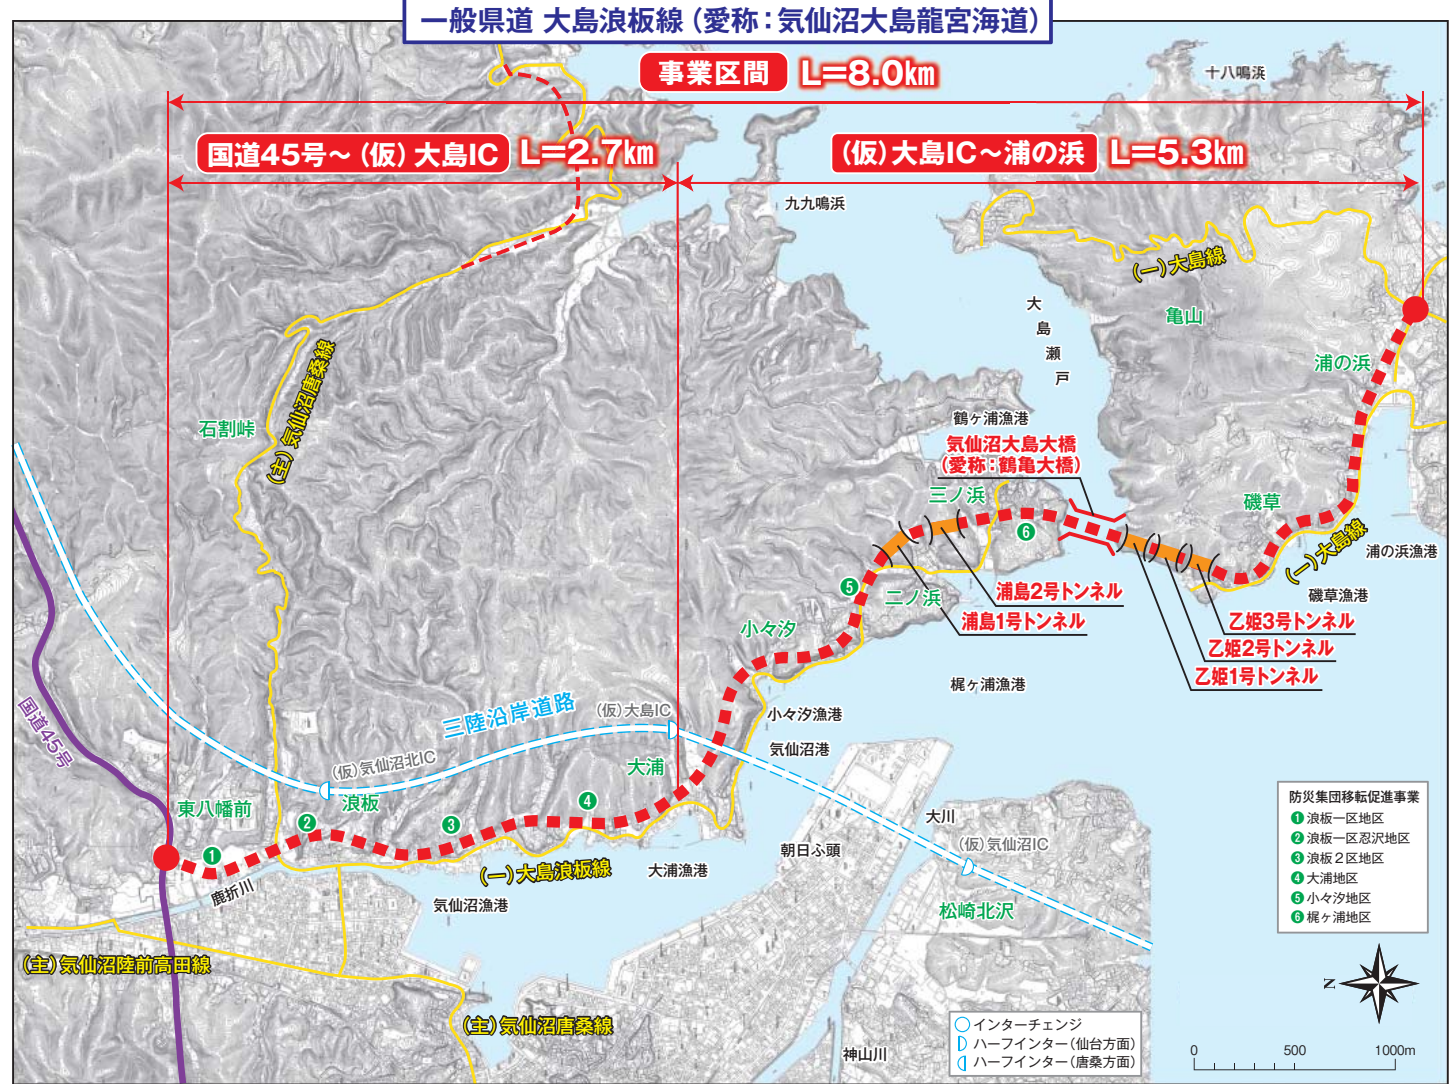 一般県道 大島浪板線 (愛称：気仙沼大島龍宮海道)
事業区間 L=8.0km
国道45号～(仮)大島IC L=2.7km
(仮)大島IC～浦の浜 L=5.3km
十八鳴浜
九九鳴浜
(一)大島線
大島瀬戸
亀山
浦の浜
石割峠
(主)気仙沼唐桑線
鶴ヶ浦漁港
気仙沼大島大橋
(愛称：鶴亀大橋)
三ノ浜
磯草
(一)大島線
浦の浜漁港
磯草漁港
6
5
二ノ浜
浦島2号トンネル
浦島1号トンネル
乙姫3号トンネル
乙姫2号トンネル
乙姫1号トンネル
小々汐
梶ヶ浦漁港
小々汐漁港
気仙沼港
国道45号
三陸沿岸道路
(仮)大島IC
(仮)気仙沼北IC
大浦
浪板
東八幡前
1
2
3
4
鹿折川
(一)大島浪板線
大浦漁港
気仙沼漁港
朝日ふ頭
大川
(仮)気仙沼IC
松崎北沢
(主)気仙沼陸前高田線
(主)気仙沼唐桑線
神山川
防災集団移転促進事業
1 浪板一区地区
2 浪板一区忍沢地区
3 浪板２区地区
4 大浦地区
5 小々汐地区
6 梶ヶ浦地区
N
インターチェンジ
ハーフインター(仙台方面)
ハーフインター(唐桑方面)
0 500 1000m